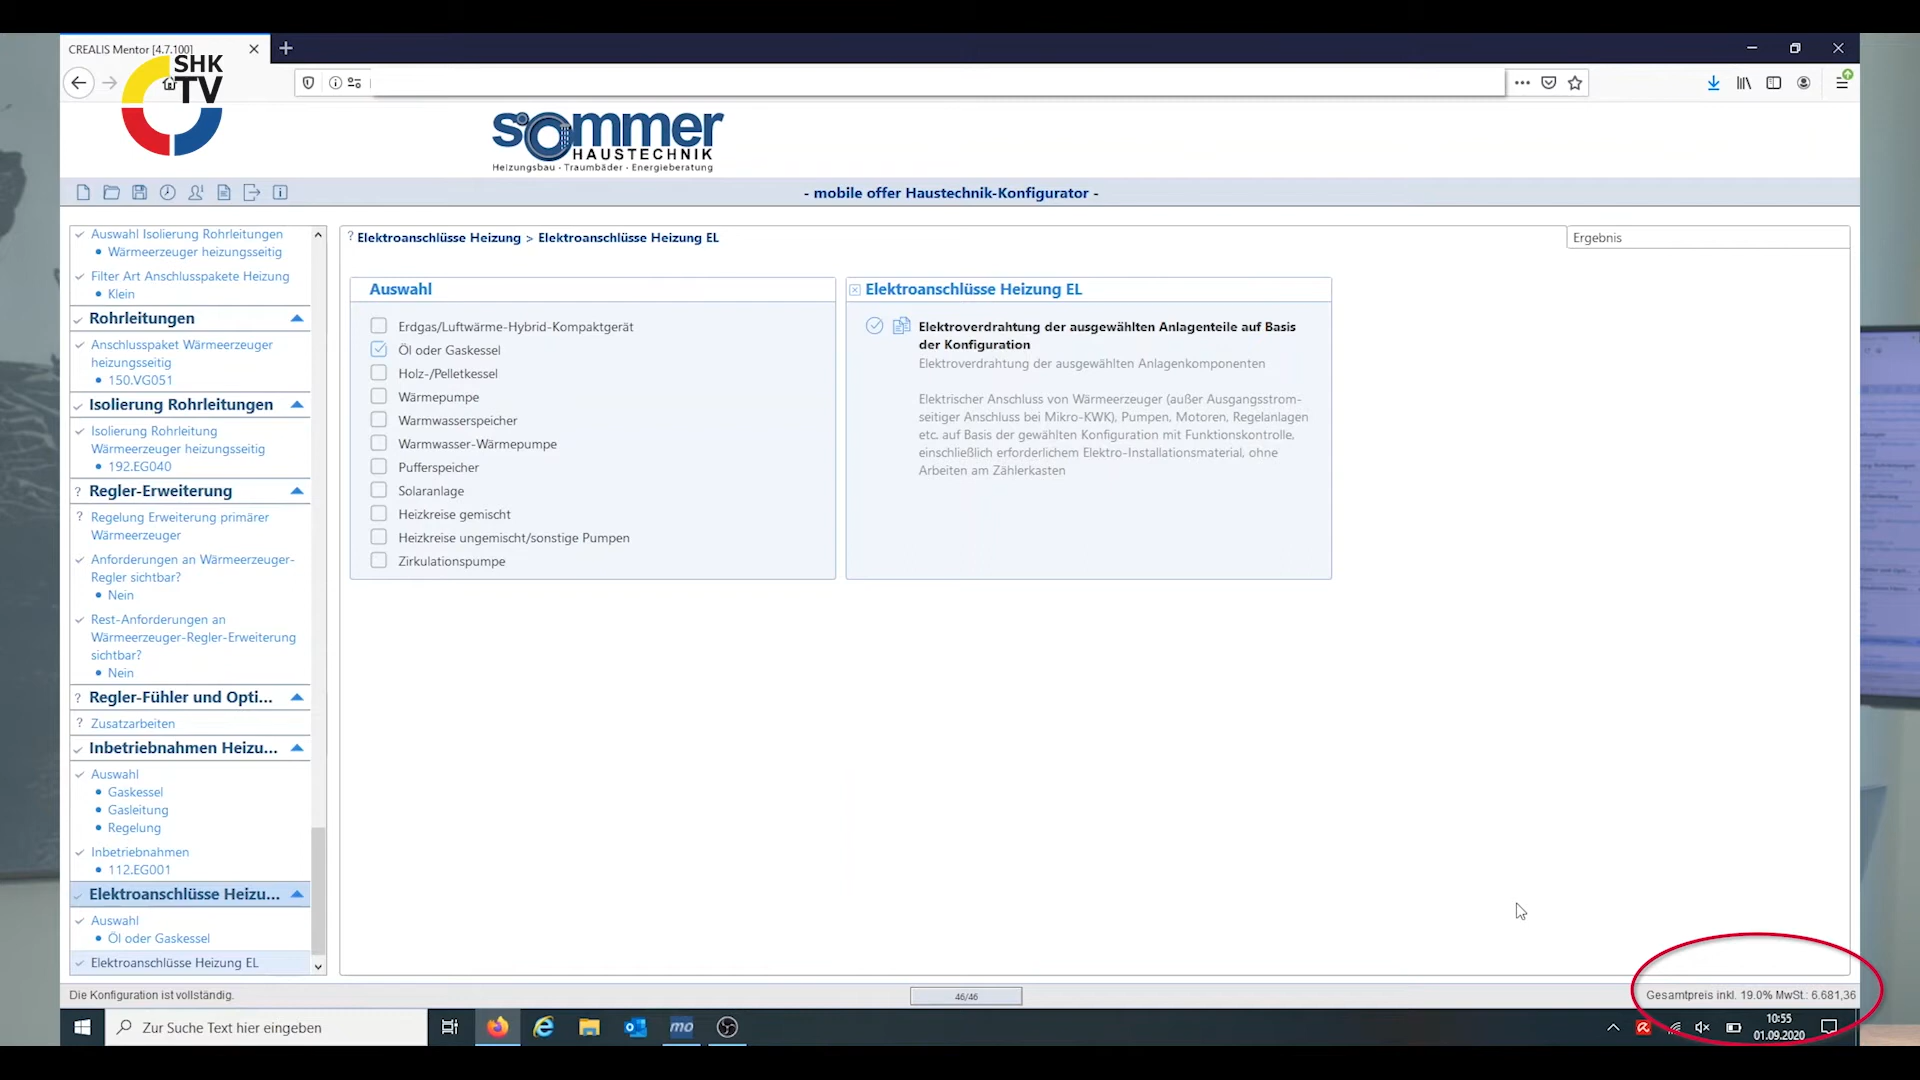 CREALIS Mentor [4.7.100]
SHK
TV
sommer
HAUSTECHNIK
Heizungsbau · Traumbäder · Energieberatung
- mobile offer Haustechnik-Konfigurator -
Auswahl Isolierung Rohrleitungen
Wärmeerzeuger heizungsseitig
Filter Art Anschlusspakete Heizung
Klein
Rohrleitungen
Anschlusspaket Wärmeerzeuger
heizungsseitig
150.VG051
Isolierung Rohrleitungen
Isolierung Rohrleitung
Wärmeerzeuger heizungsseitig
192.EG040
? Regler-Erweiterung
? Regelung Erweiterung primärer
Wärmeerzeuger
Anforderungen an Wärmeerzeuger-
Regler sichtbar?
Nein
Rest-Anforderungen an
Wärmeerzeuger-Regler-Erweiterung
sichtbar?
Nein
? Regler-Fühler und Opti...
? Zusatzarbeiten
Inbetriebnahmen Heizu...
Auswahl
Gaskessel
Gasleitung
Regelung
Inbetriebnahmen
112.EG001
Elektroanschlüsse Heizu...
Auswahl
Öl oder Gaskessel
Elektroanschlüsse Heizung EL
? Elektroanschlüsse Heizung > Elektroanschlüsse Heizung EL
Auswahl
Erdgas/Luftwärme-Hybrid-Kompaktgerät
Öl oder Gaskessel
Holz-/Pelletkessel
Wärmepumpe
Warmwasserspeicher
Warmwasser-Wärmepumpe
Pufferspeicher
Solaranlage
Heizkreise gemischt
Heizkreise ungemischt/sonstige Pumpen
Zirkulationspumpe
Elektroanschlüsse Heizung EL
Elektroverdrahtung der ausgewählten Anlagenteile auf Basis
der Konfiguration
Elektroverdrahtung der ausgewählten Anlagenkomponenten
Elektrischer Anschluss von Wärmeerzeuger (außer Ausgangsstrom-
seitiger Anschluss bei Mikro-KWK), Pumpen, Motoren, Regelanlagen
etc. auf Basis der gewählten Konfiguration mit Funktionskontrolle,
einschließlich erforderlichem Elektro-Installationsmaterial, ohne
Arbeiten am Zählerkasten
Ergebnis
Die Konfiguration ist vollständig.
46/46
Gesamtpreis inkl. 19.0% MwSt.: 6.681,36
Zur Suche Text hier eingeben
mo
10:55
01.09.2020